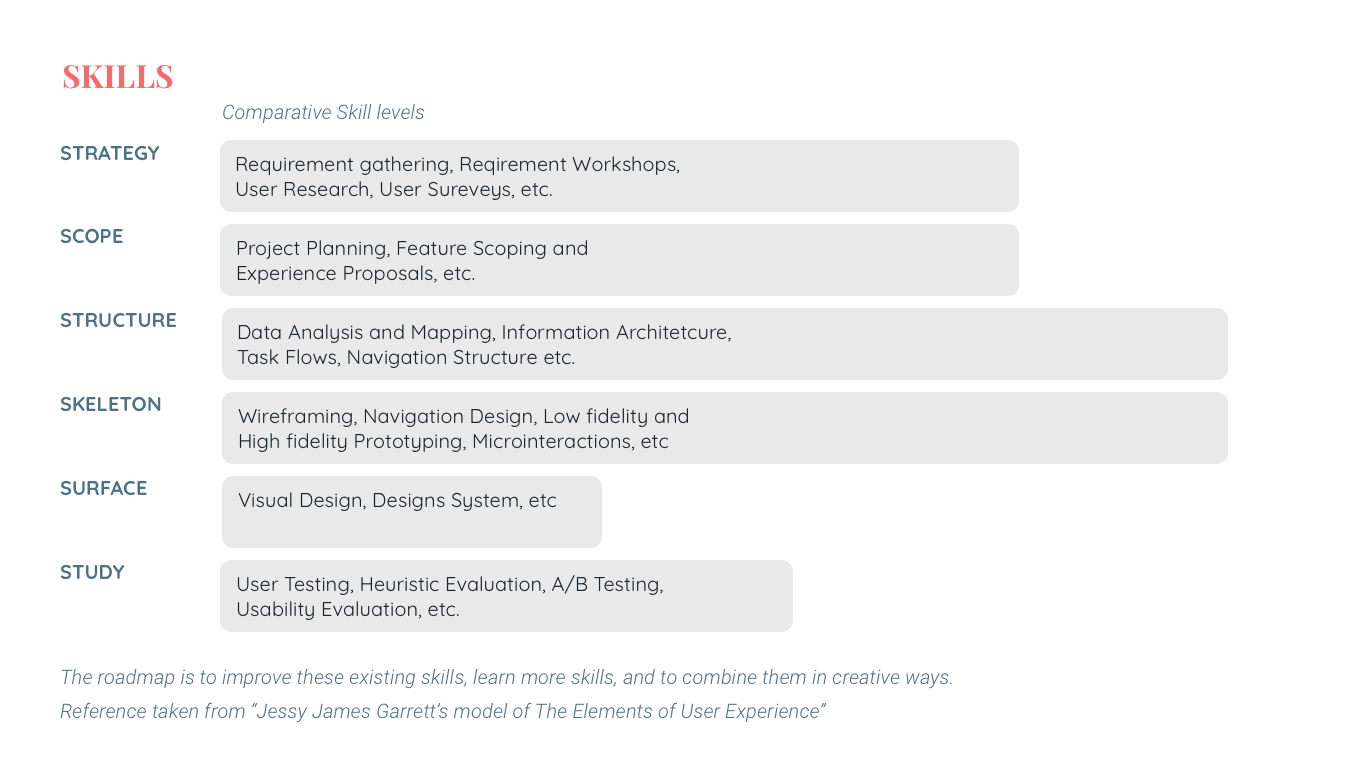 SKILLS
Comparative Skill levels
STRATEGY
Requirement gathering, Reqirement Workshops,
User Research, User Sureveys, etc.
SCOPE
Project Planning, Feature Scoping and
Experience Proposals, etc.
STRUCTURE
Data Analysis and Mapping, Information Architetcure,
Task Flows, Navigation Structure etc.
SKELETON
Wireframing, Navigation Design, Low fidelity and
High fidelity Prototyping, Microinteractions, etc
SURFACE
Visual Design, Designs System, etc
STUDY
User Testing, Heuristic Evaluation, A/B Testing,
Usability Evaluation, etc.
The roadmap is to improve these existing skills, learn more skills, and to combine them in creative ways.
Reference taken from “Jessy James Garrett’s model of The Elements of User Experience”